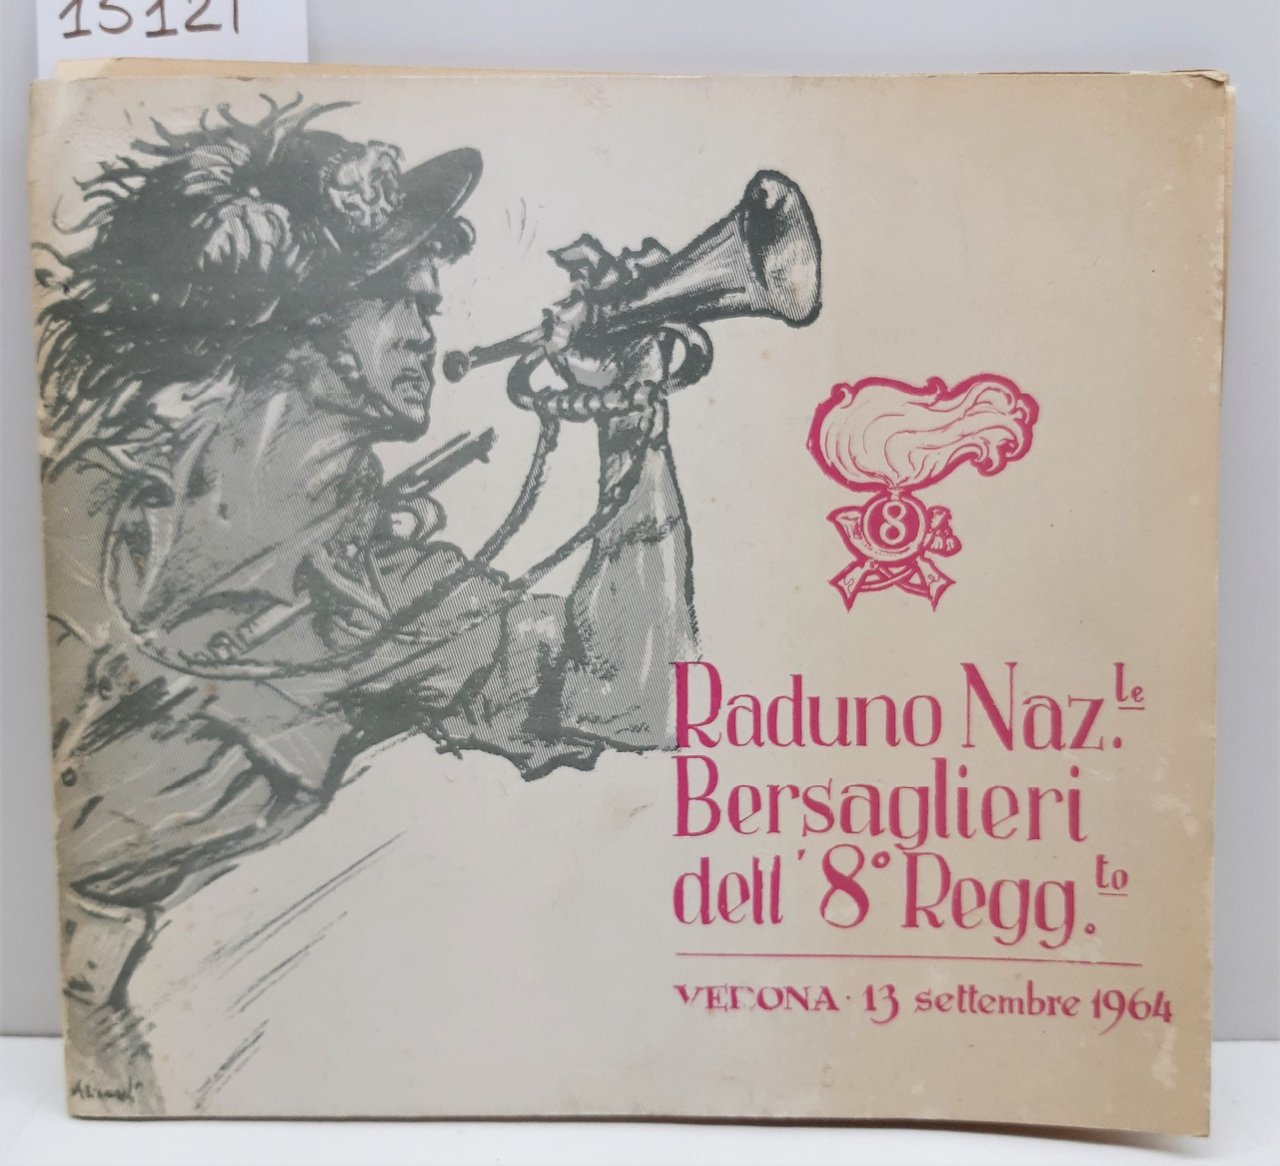 15121
8
Raduno Naz.le
Bersaglieri
dell'8° Regg.to
VERONA · 13 settembre 1964